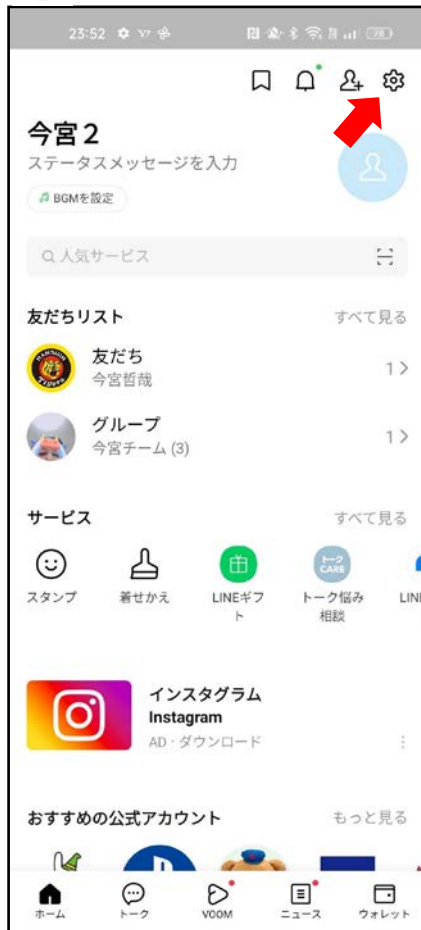 23:52
78
今宮２
ステータスメッセージを入力
BGMを設定
人気サービス
友だちリスト すべて見る
友だち
今宮哲哉
1
グループ
今宮チーム (3)
1
サービス すべて見る
スタンプ
着せかえ
LINEギフ
ト
トーク
CARE
トーク悩み
相談
LIN
インスタグラム
Instagram
AD・ダウンロード
おすすめの公式アカウント もっと見る
ホーム トーク VOOM ニュース ウォレット